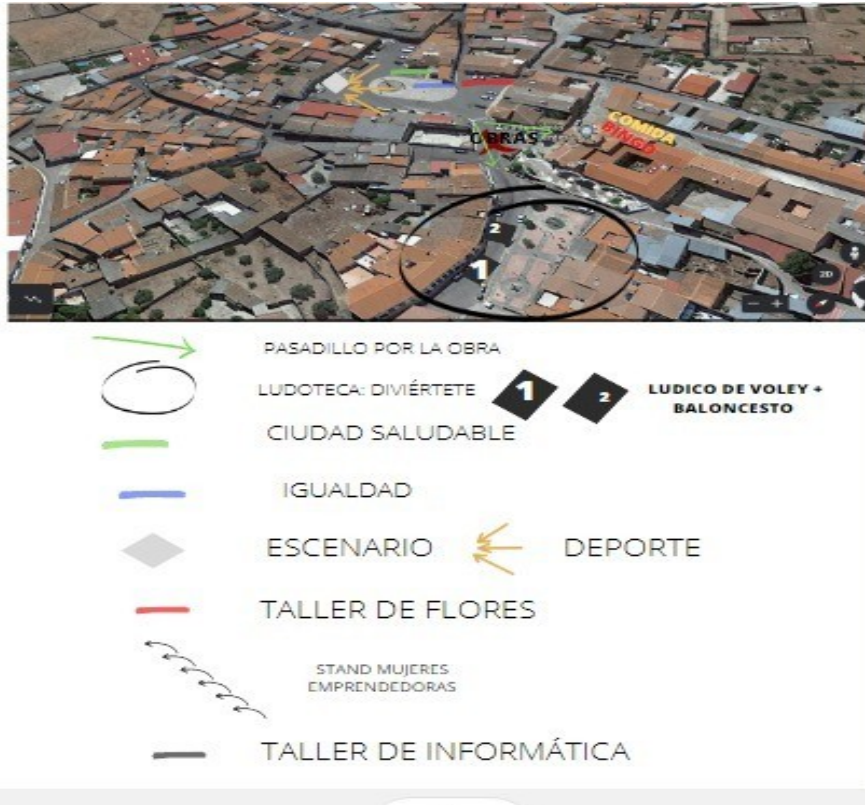 OBRAS
COMIDA
BINGO
2
1
2D
PASADILLO POR LA OBRA
LUDOTECA: DIVIÉRTETE
1
2
LUDICO DE VOLEY +
BALONCESTO
CIUDAD SALUDABLE
IGUALDAD
ESCENARIO
DEPORTE
TALLER DE FLORES
STAND MUJERES
EMPRENDEDORAS
TALLER DE INFORMÁTICA